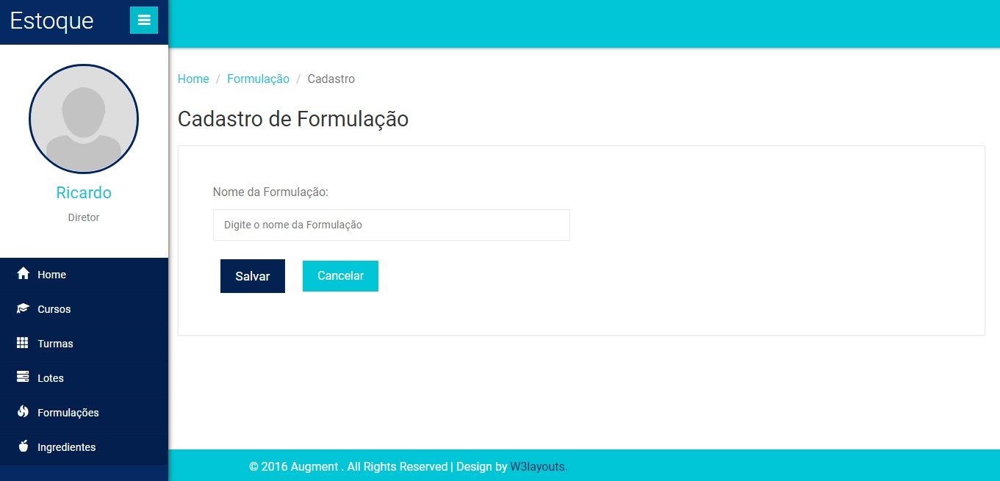 Estoque
Ricardo
Diretor
Home
Cursos
Turmas
Lotes
Formulações
Ingredientes
Home / Formulação / Cadastro
Cadastro de Formulação
Nome da Formulação:
Digite o nome da Formulação
Salvar Cancelar
© 2016 Augment . All Rights Reserved | Design by W3layouts.